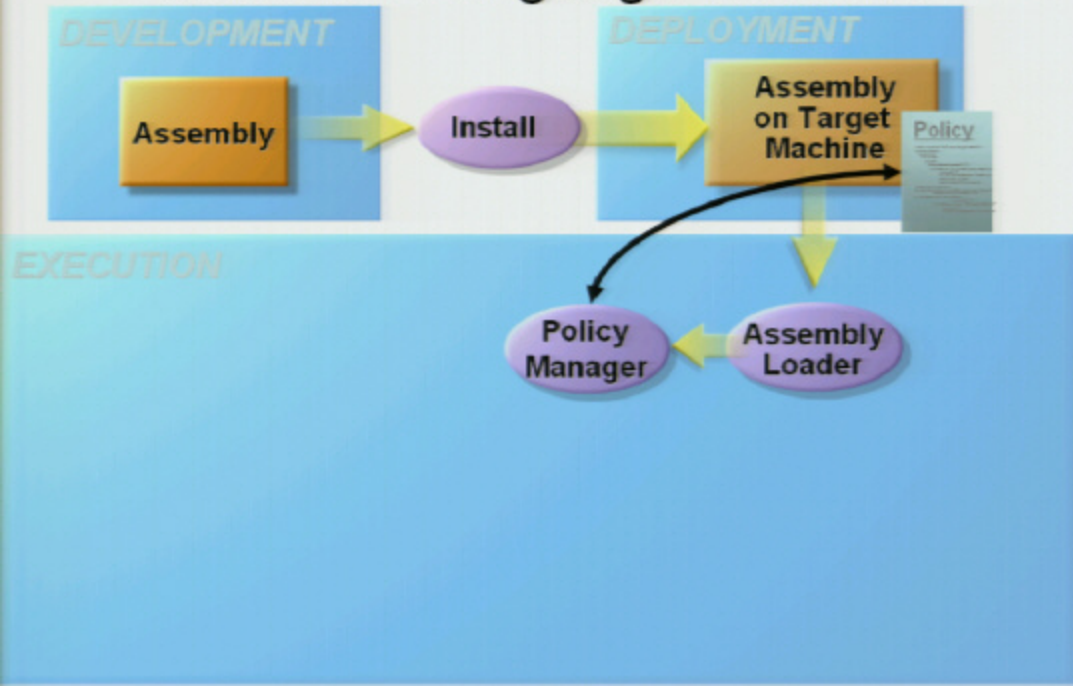 DEVELOPMENT
DEPLOYMENT
Assembly
Install
Assembly
on Target
Machine
Policy
EXECUTION
Policy
Manager
Assembly
Loader